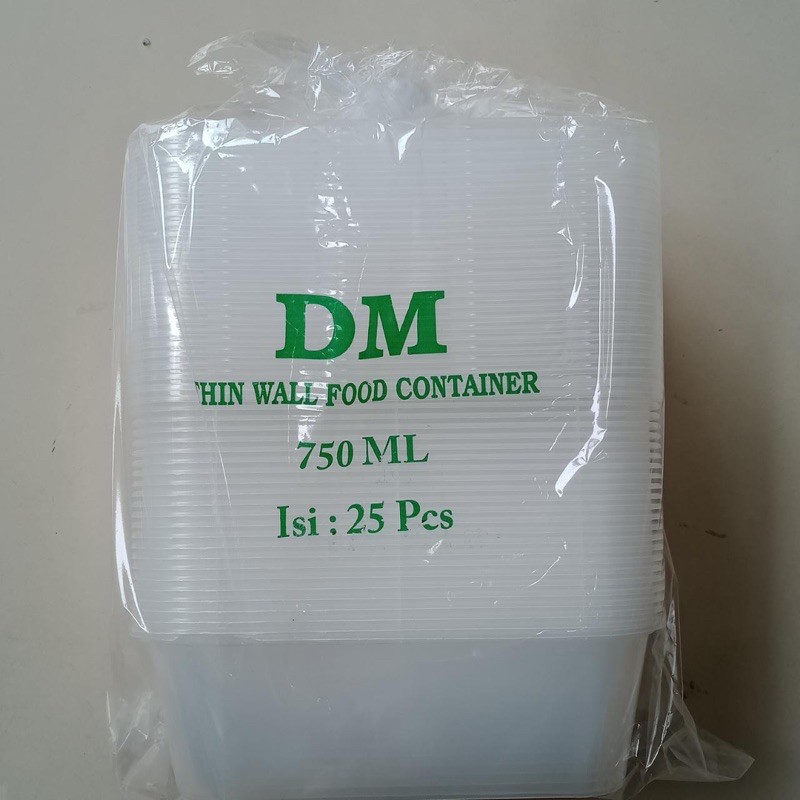 DM
'HIN WALL FOOD CONTAINER
750 ML
Isi : 25 Pcs